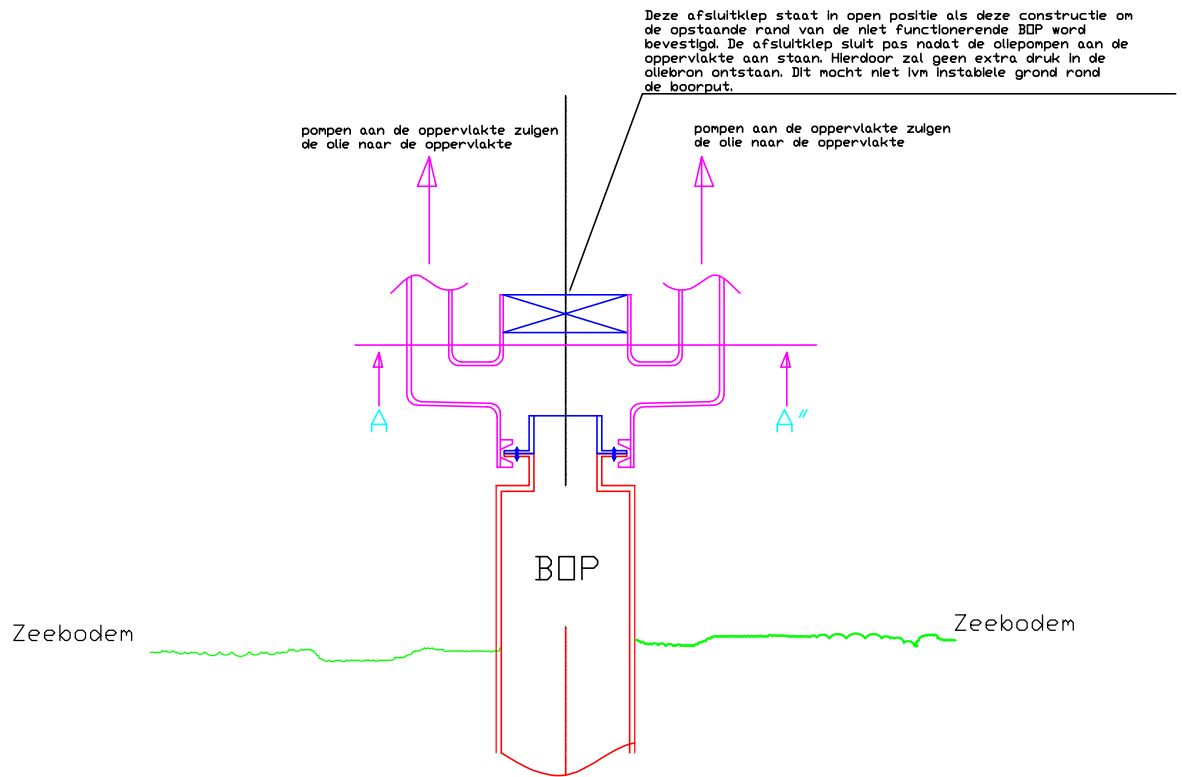 Deze afsluitklep staat in open positie als deze constructie om
de opstaande rand van de niet functionerende BOP word
bevestigd. De afsluitklep sluit pas nadat de oliepompen aan de
oppervlakte aan staan. Hierdoor zal geen extra druk in de
oliebron ontstaan. Dit mocht niet ivm instabiele grond rond
de boorput.
pompen aan de oppervlakte zuigen
de olie naar de oppervlakte
pompen aan de oppervlakte zuigen
de olie naar de oppervlakte
A
A"
BOP
Zeebodem
Zeebodem